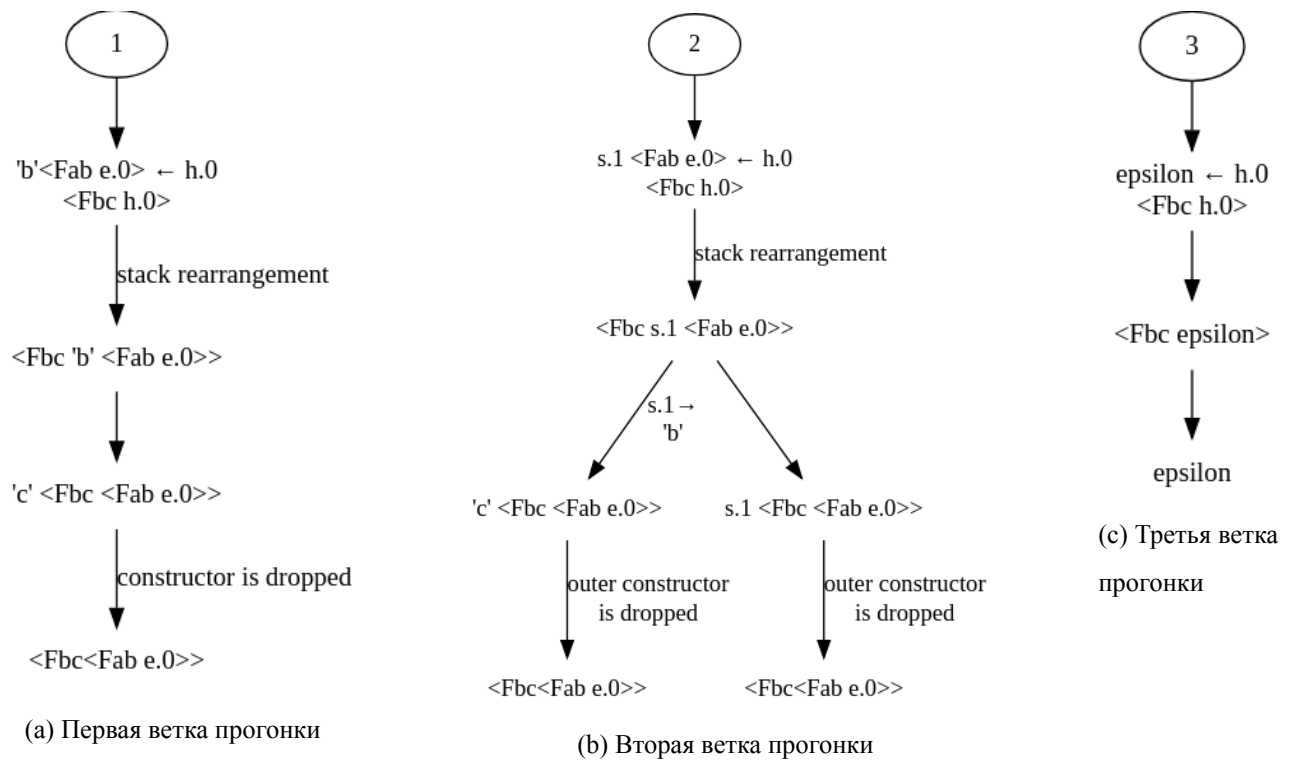 1
'b'<Fab e.0> ← h.0
<Fbc h.0>
stack rearrangement
<Fbc 'b' <Fab e.0>>
'c' <Fbc <Fab e.0>>
constructor is dropped
<Fbc<Fab e.0>>
(a) Первая ветка прогонки
2
s.1 <Fab e.0> ← h.0
<Fbc h.0>
stack rearrangement
<Fbc s.1 <Fab e.0>>
s.1→
'b'
'c' <Fbc <Fab e.0>>
s.1 <Fbc <Fab e.0>>
outer constructor
is dropped
outer constructor
is dropped
<Fbc<Fab e.0>>
<Fbc<Fab e.0>>
(b) Вторая ветка прогонки
3
epsilon ← h.0
<Fbc h.0>
<Fbc epsilon>
epsilon
(c) Третья ветка
прогонки